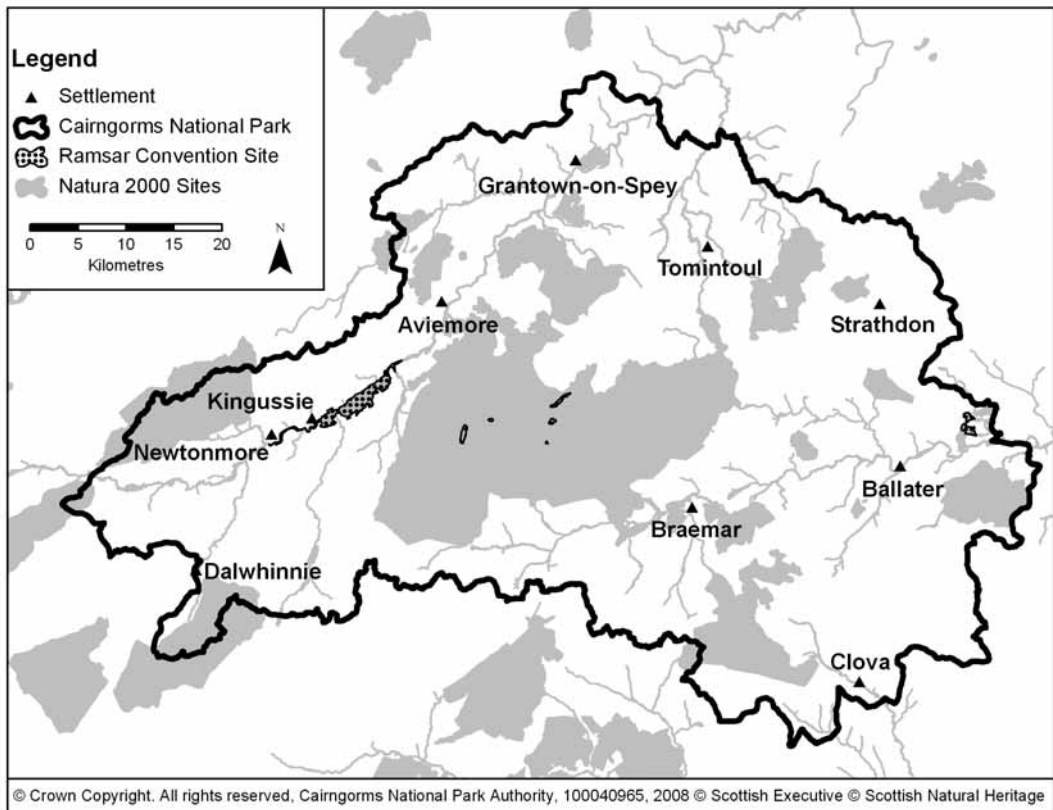 Legend
Settlement
Cairngorms National Park
Ramsar Convention Site
Natura 2000 Sites
0 5 10 15 20
Kilometres
N
Grantown-on-Spey
Tomintoul
Aviemore
Strathdon
Kingussie
Newtonmore
Ballater
Braemar
Dalwhinnie
Clova
© Crown Copyright. All rights reserved, Cairngorms National Park Authority, 100040965, 2008 © Scottish Executive © Scottish Natural Heritage